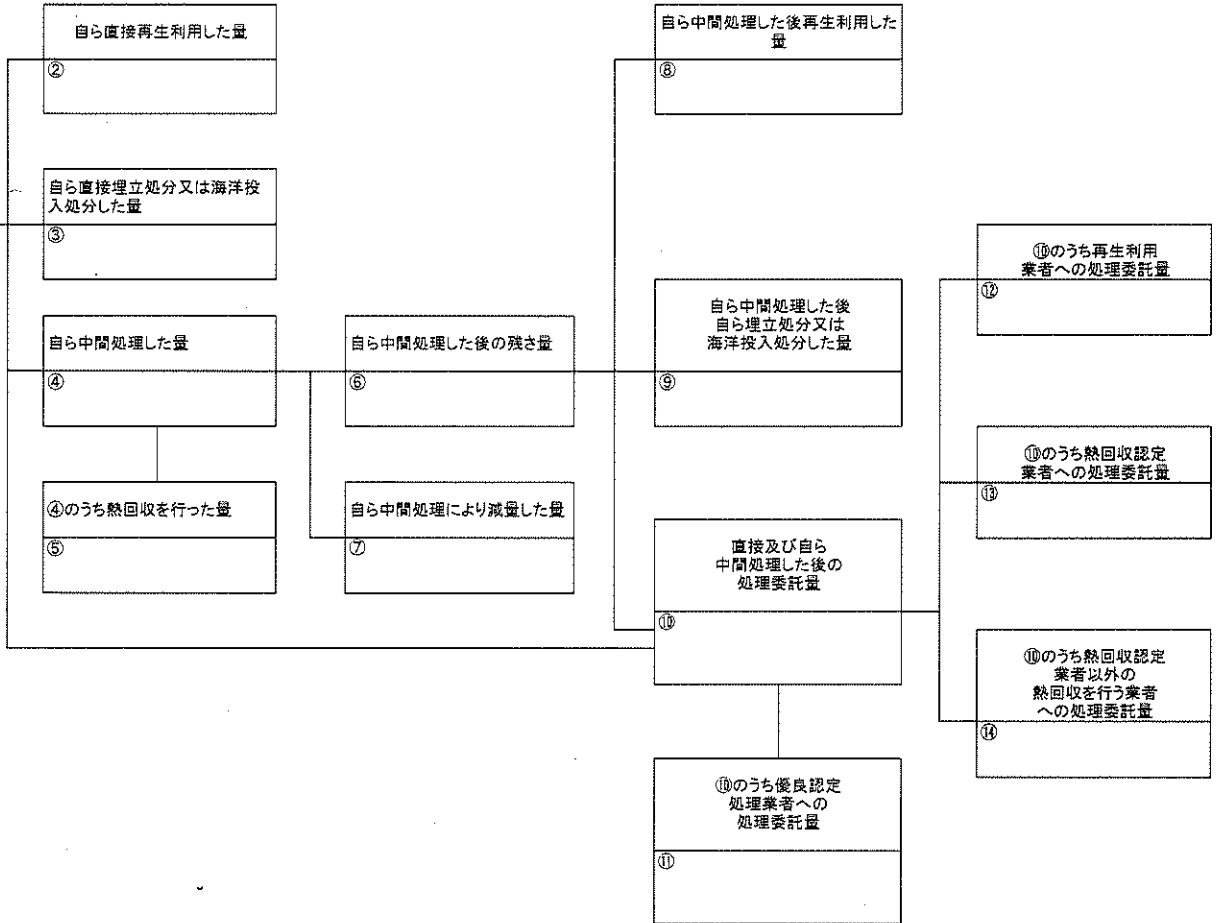 自ら直接再生利用した量
②
自ら直接埋立処分又は海洋投
入処分した量
③
自ら中間処理した量
④
④のうち熱回収を行った量
⑤
自ら中間処理した後の残さ量
⑥
自ら中間処理により減量した量
⑦
自ら中間処理した後再生利用した
量
⑧
自ら中間処理した後
自ら埋立処分又は
海洋投入処分した量
⑨
直接及び自ら
中間処理した後の
処理委託量
⑩
⑩のうち優良認定
処理業者への
処理委託量
⑪
⑩のうち再生利用
業者への処理委託量
⑫
⑩のうち熱回収認定
業者への処理委託量
⑬
⑩のうち熱回収認定
業者以外の
熱回収を行う業者
への処理委託量
⑭